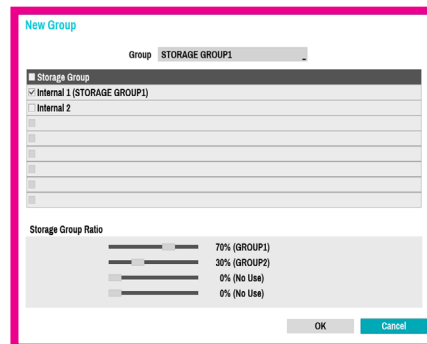 New Group
Group STORAGE GROUP1
Storage Group
Internal 1 (STORAGE GROUP1)
Internal 2
Storage Group Ratio
70% (GROUP1)
30% (GROUP2)
0% (No Use)
0% (No Use)
OK Cancel